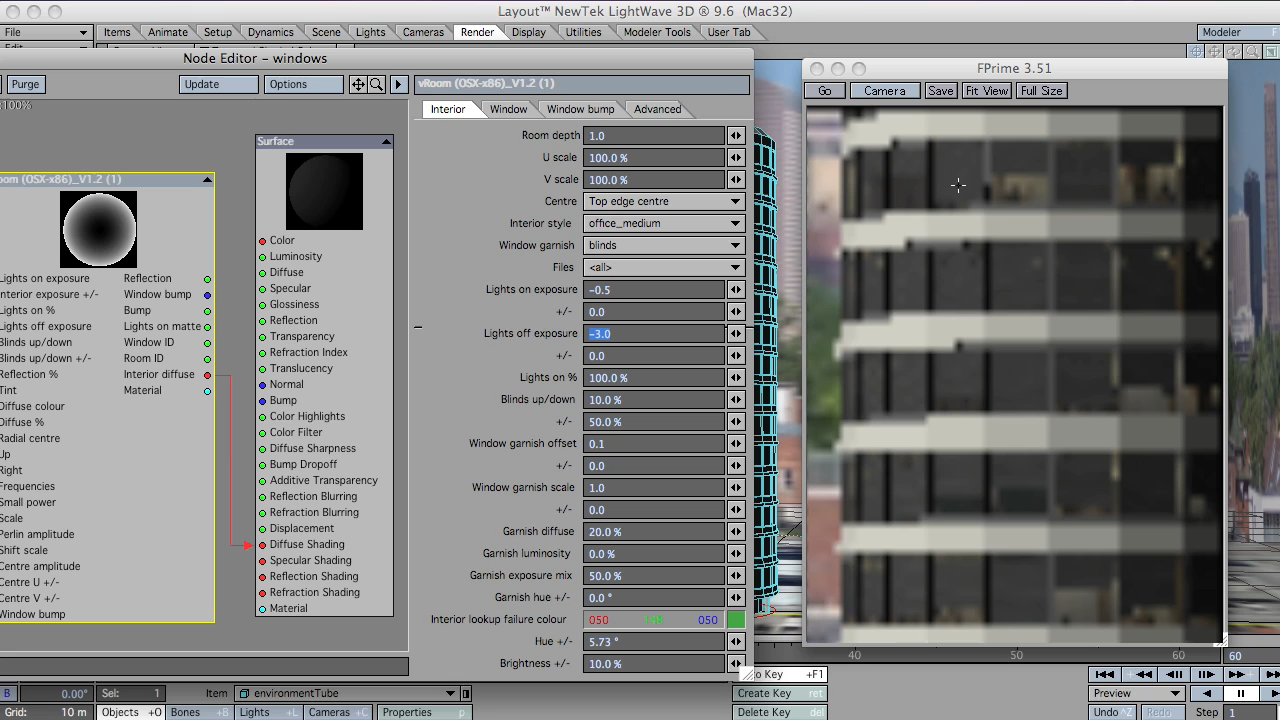 Layout™ NewTek LightWave 3D ® 9.6 (Mac32)
File Items Animate Setup Dynamics Scene Lights Cameras Render Display Utilities Modeler Tools User Tab Modeler F
Node Editor – windows
FPrime 3.51
Purge Update Options
vRoom (OSX-x86)_V1.2 (1)
Go Camera Save Fit View Full Size
100%
Interior Window Window bump Advanced
Room depth 1.0
U scale 100.0 %
V scale 100.0 %
Centre Top edge centre
Interior style office_medium
Window garnish blinds
Files <all>
Lights on exposure –0.5
+/- 0.0
Lights off exposure –3.0
+/- 0.0
Lights on % 100.0 %
Blinds up/down 10.0 %
+/- 50.0 %
Window garnish offset 0.1
+/- 0.0
Window garnish scale 1.0
+/- 0.0
Garnish diffuse 20.0 %
Garnish luminosity 0.0 %
Garnish exposure mix 50.0 %
Garnish hue +/- 0.0 °
Interior lookup failure colour 050 050
Hue +/- 5.73 °
Brightness +/- 10.0 %
oom (OSX-x86)_V1.2 (1)
Lights on exposure Reflection
nterior exposure +/- Window bump
Lights on % Bump
Lights off exposure Lights on matte
Blinds up/down Window ID
Blinds up/down +/- Room ID
Reflection % Interior diffuse
Tint Material
Diffuse colour
Diffuse %
Radial centre
Up
Right
Frequencies
Small power
Scale
Perlin amplitude
Shift scale
Centre amplitude
Centre U +/-
Centre V +/-
Window bump
Surface
Color
Luminosity
Diffuse
Specular
Glossiness
Reflection
Transparency
Refraction Index
Translucency
Normal
Bump
Color Highlights
Color Filter
Diffuse Sharpness
Bump Dropoff
Additive Transparency
Reflection Blurring
Refraction Blurring
Displacement
Diffuse Shading
Specular Shading
Reflection Shading
Refraction Shading
Material
40 50 60 60
o Key +F1
B 0.00° Sel: 1 Item environmentTube Create Key ret Preview
Grid: 10 m Objects +O Bones +B Lights +L Cameras +C Properties p Delete Key del Undo ^Z Redo Step 1